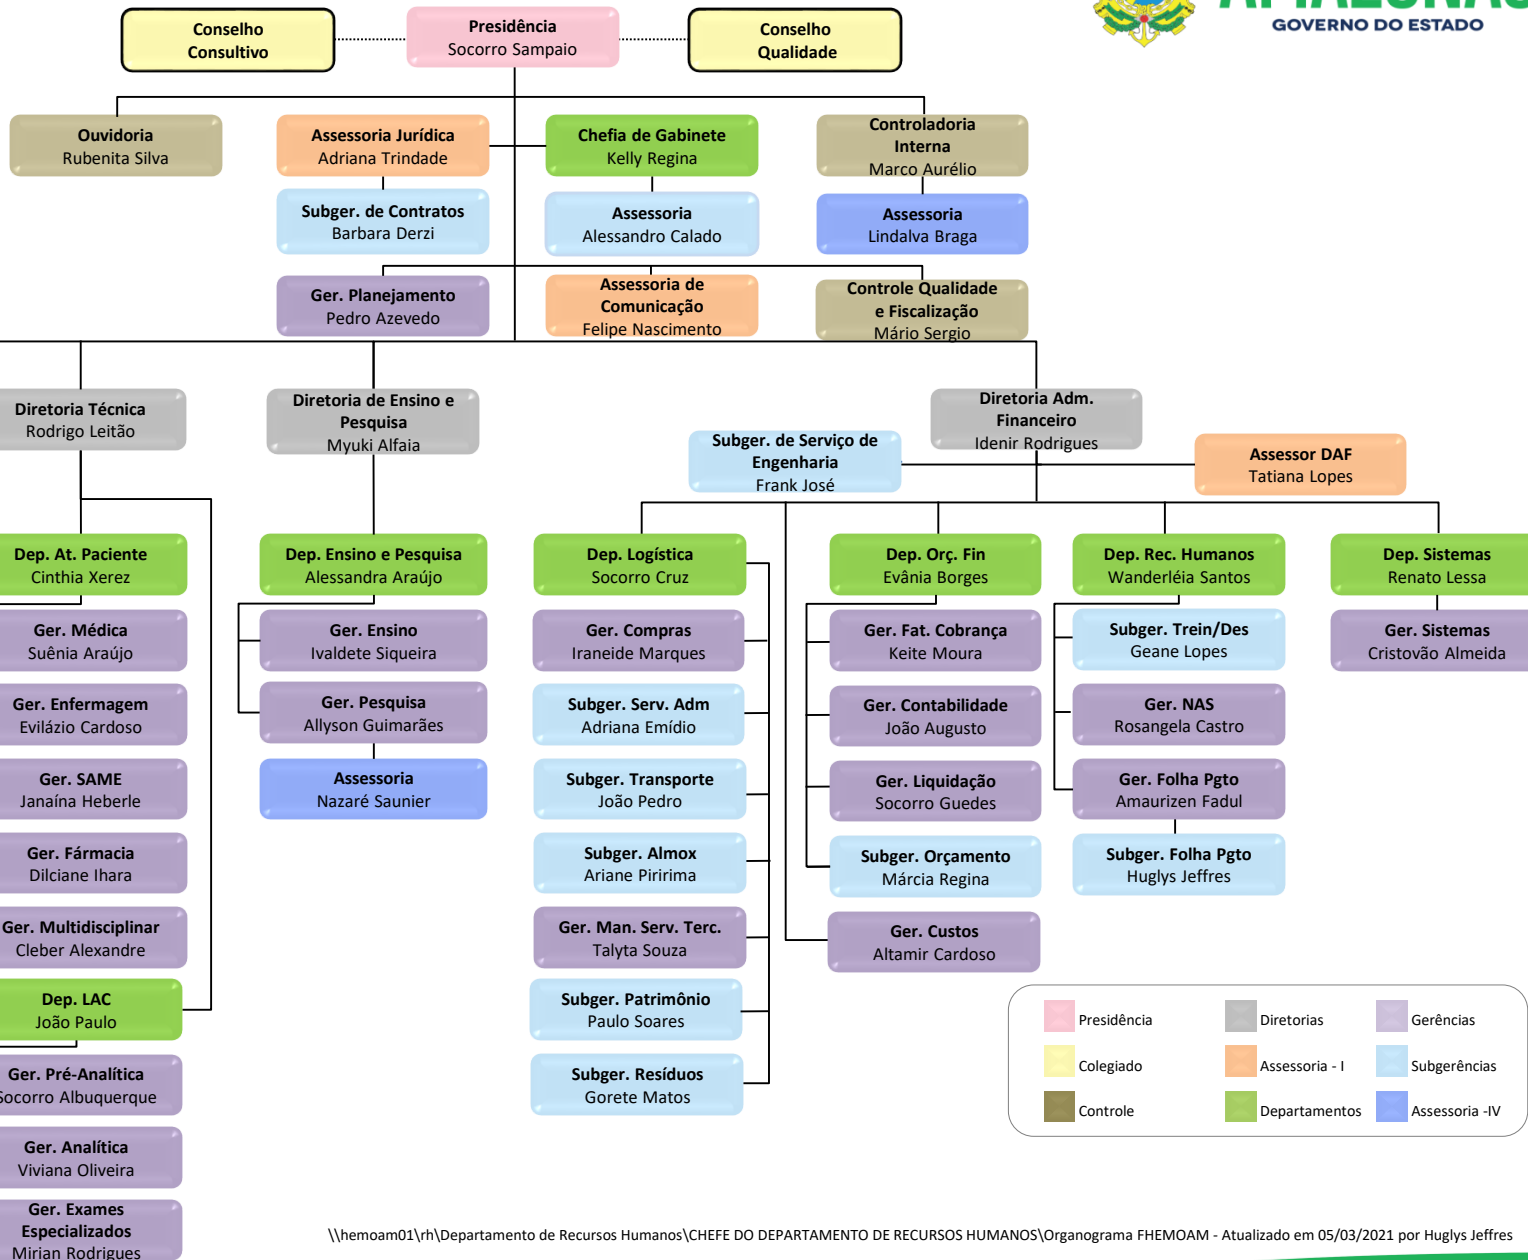 AMAZONAS
GOVERNO DO ESTADO
Conselho
Consultivo
Presidência
Socorro Sampaio
Conselho
Qualidade
Ouvidoria
Rubenita Silva
Assessoria Jurídica
Adriana Trindade
Chefia de Gabinete
Kelly Regina
Controladoria
Interna
Marco Aurélio
Subger. de Contratos
Barbara Derzi
Assessoria
Alessandro Calado
Assessoria
Lindalva Braga
Ger. Planejamento
Pedro Azevedo
Assessoria de
Comunicação
Felipe Nascimento
Controle Qualidade
e Fiscalização
Mário Sergio
Diretoria Técnica
Rodrigo Leitão
Diretoria de Ensino e
Pesquisa
Myuki Alfaia
Diretoria Adm.
Financeiro
Idenir Rodrigues
Subger. de Serviço de
Engenharia
Frank José
Assessor DAF
Tatiana Lopes
Dep. At. Paciente
Cinthia Xerez
Dep. Ensino e Pesquisa
Alessandra Araújo
Dep. Logística
Socorro Cruz
Dep. Orç. Fin
Evânia Borges
Dep. Rec. Humanos
Wanderléia Santos
Dep. Sistemas
Renato Lessa
Ger. Médica
Suênia Araújo
Ger. Enfermagem
Evilázio Cardoso
Ger. SAME
Janaína Heberle
Ger. Fármacia
Dilciane Ihara
Ger. Multidisciplinar
Cleber Alexandre
Dep. LAC
João Paulo
Ger. Pré-Analítica
Socorro Albuquerque
Ger. Analítica
Viviana Oliveira
Ger. Exames
Especializados
Mirian Rodrigues
Ger. Ensino
Ivaldete Siqueira
Ger. Pesquisa
Allyson Guimarães
Assessoria
Nazaré Saunier
Ger. Compras
Iraneide Marques
Subger. Serv. Adm
Adriana Emídio
Subger. Transporte
João Pedro
Subger. Almox
Ariane Piririma
Ger. Man. Serv. Terc.
Talyta Souza
Subger. Patrimônio
Paulo Soares
Subger. Resíduos
Gorete Matos
Ger. Fat. Cobrança
Keite Moura
Ger. Contabilidade
João Augusto
Ger. Liquidação
Socorro Guedes
Subger. Orçamento
Márcia Regina
Ger. Custos
Altamir Cardoso
Subger. Trein/Des
Geane Lopes
Ger. NAS
Rosangela Castro
Ger. Folha Pgto
Amaurizen Fadul
Subger. Folha Pgto
Huglys Jeffres
Ger. Sistemas
Cristovão Almeida
Presidência
Diretorias
Gerências
Colegiado
Assessoria - I
Subgerências
Controle
Departamentos
Assessoria -IV
\\hemoam01\rh\Departamento de Recursos Humanos\CHEFE DO DEPARTAMENTO DE RECURSOS HUMANOS\Organograma FHEMOAM - Atualizado em 05/03/2021 por Huglys Jeffres